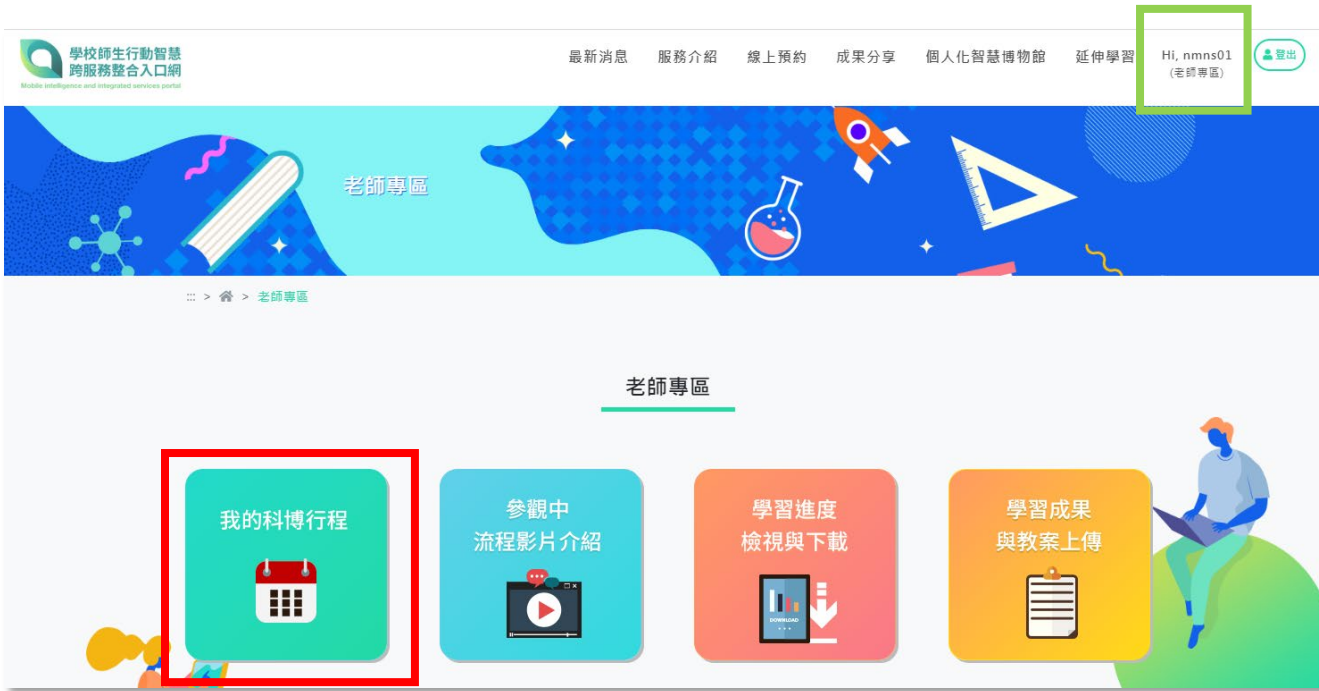 學校師生行動智慧
跨服務整合入口網
Mobile intelligence and integrated services portal
最新消息 服務介紹 線上預約 成果分享 個人化智慧博物館 延伸學習 Hi, nmns01 登出
(老師專區)
老師專區
::: > > 老師專區
老師專區
我的科博行程
參觀中
流程影片介紹
學習進度
檢視與下載
DOWNLOAD
學習成果
與教案上傳